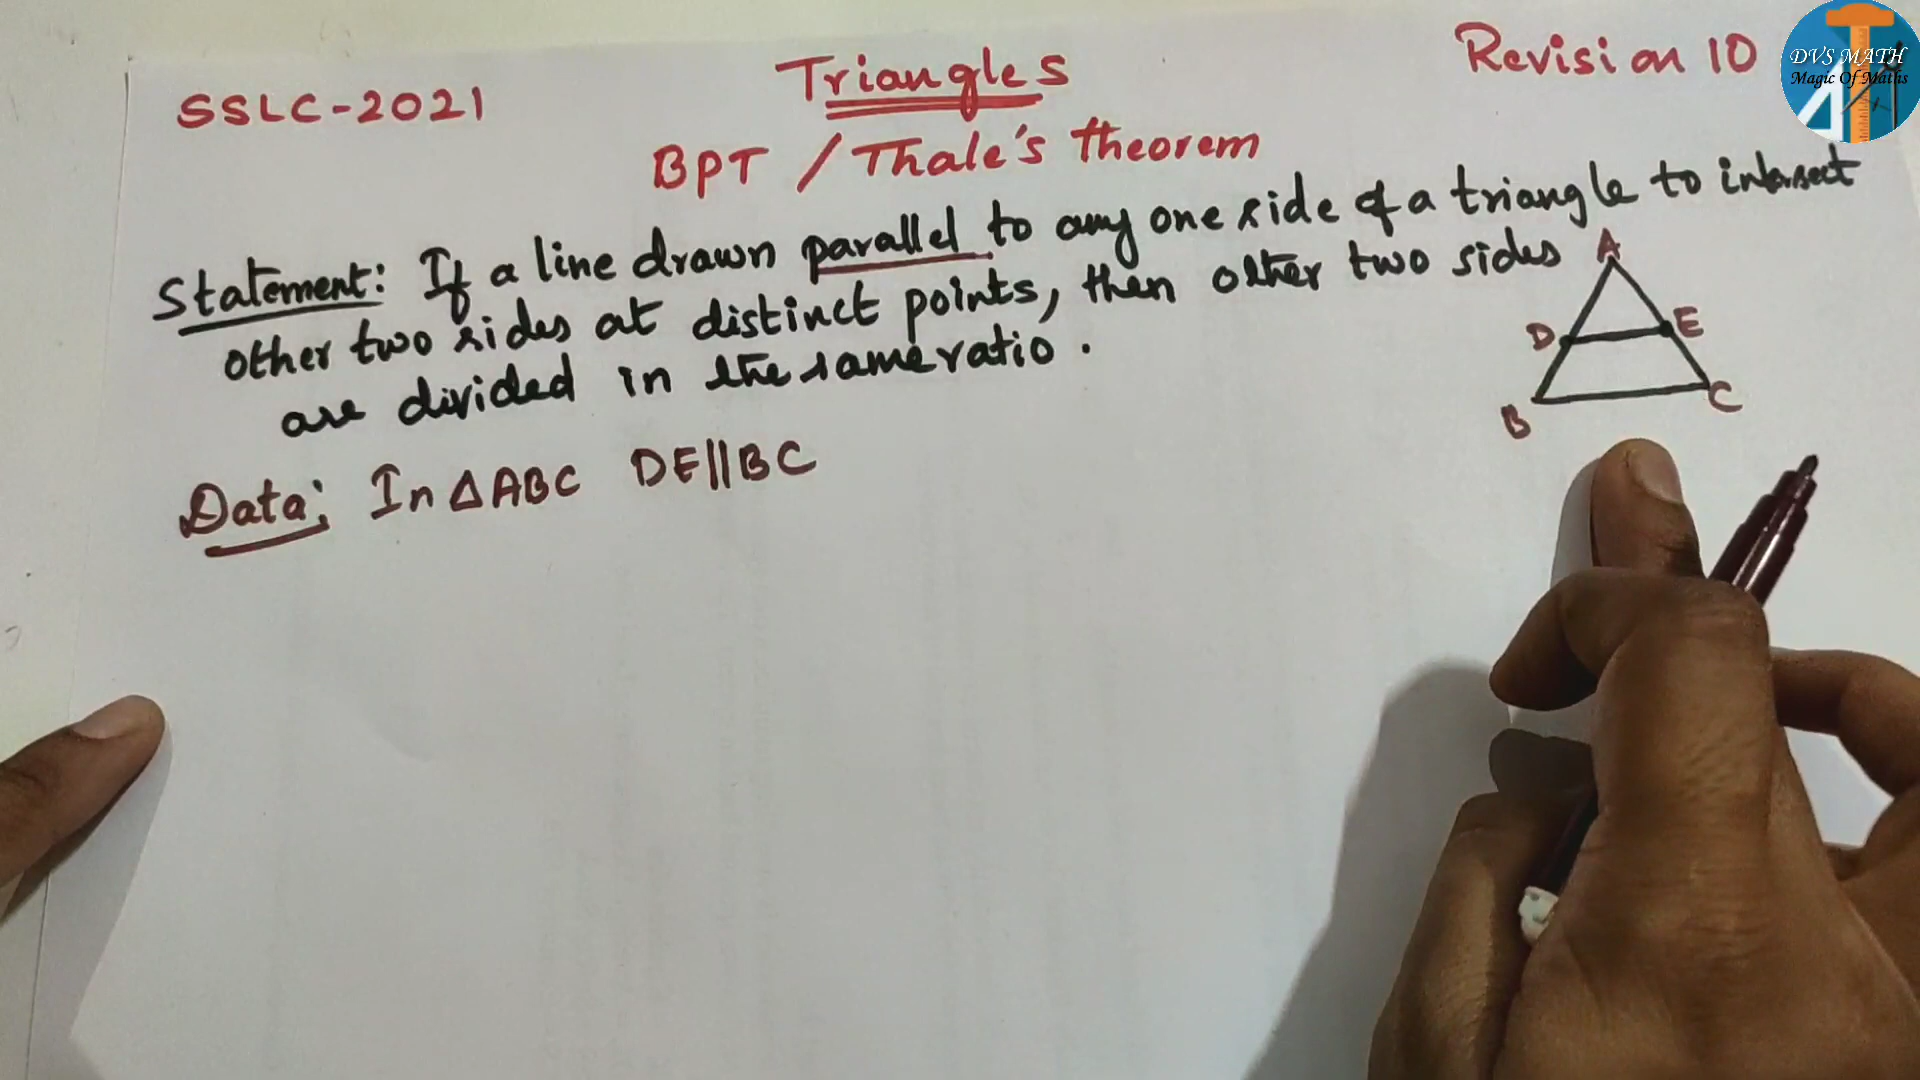 SSLC-2021
Triangles
Revision 10
DVS MATH
Magic Of Maths
BPT / Thale's theorem
Statement: If a line drawn parallel to any one side of a triangle to intersect
other two sides at distinct points, then other two sides
are divided in the same ratio.
A
D
E
B
C
Data: In △ABC DE||BC